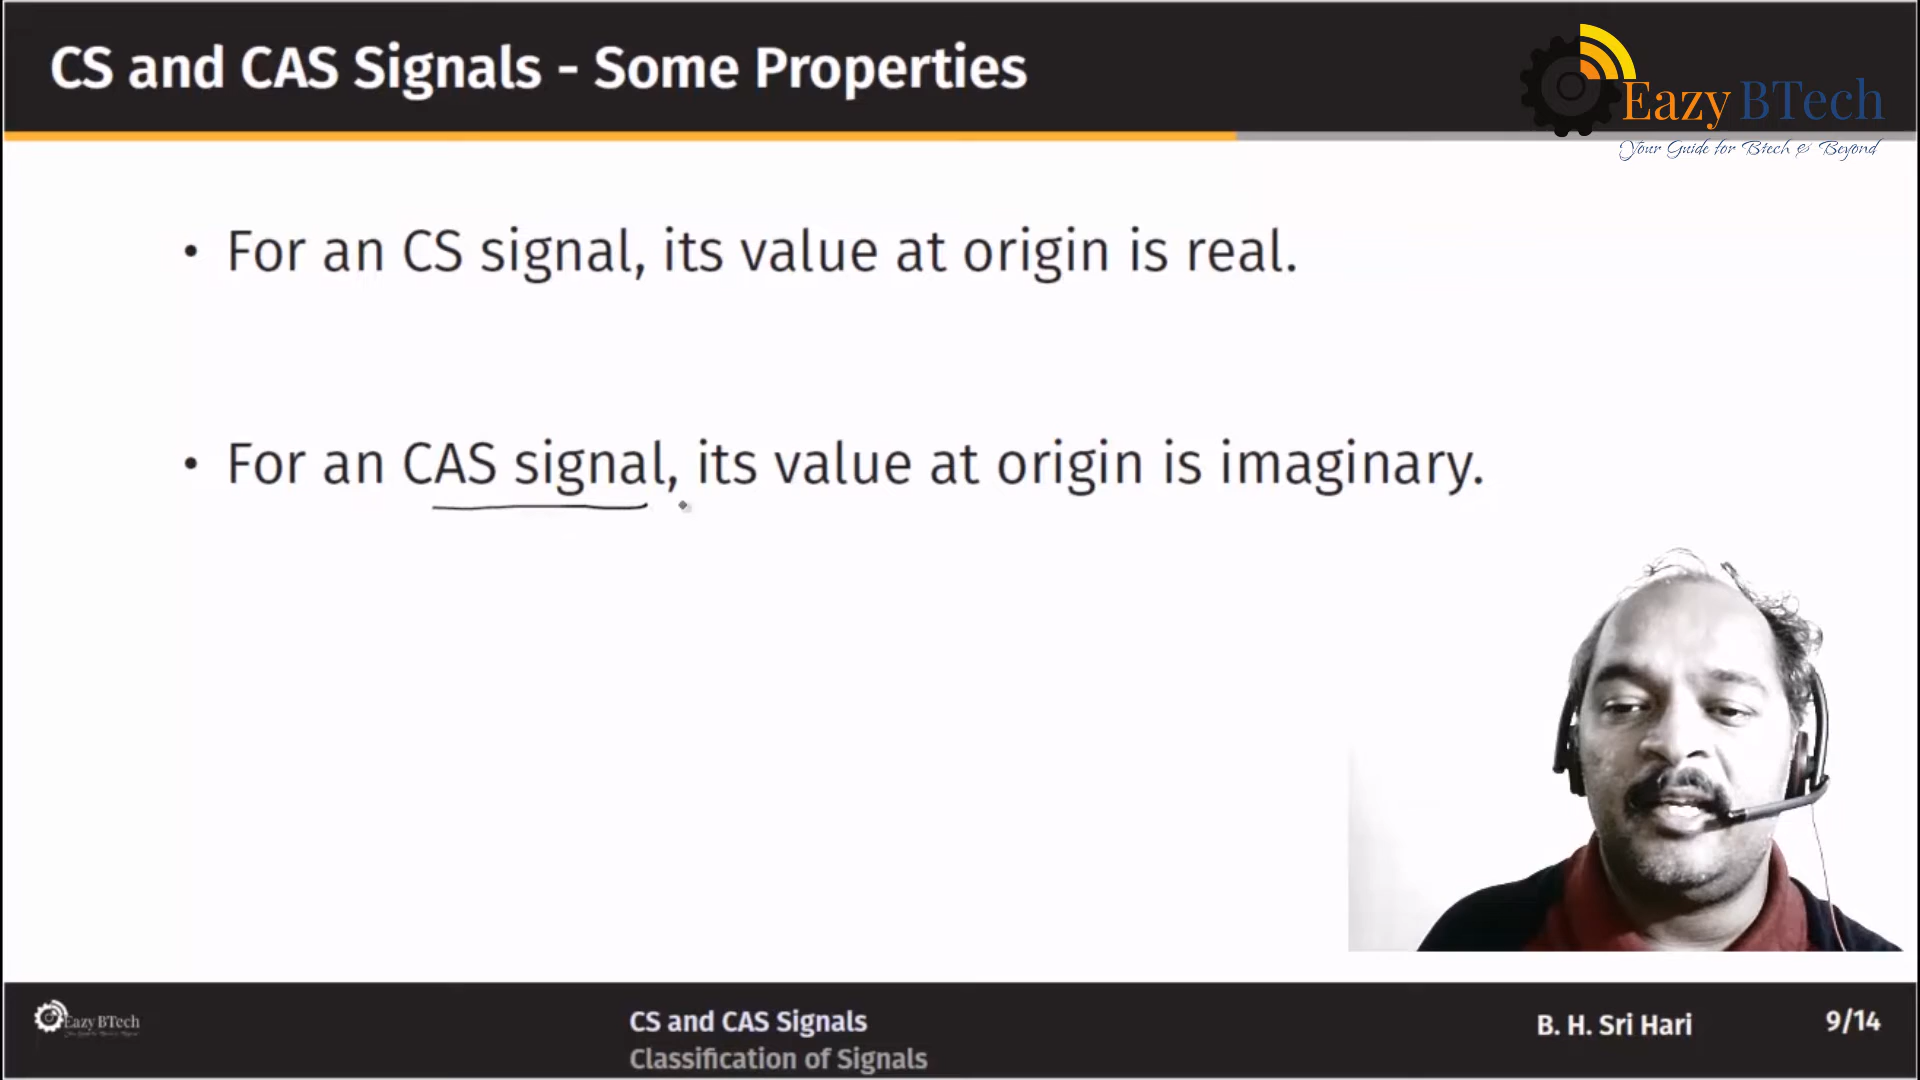 CS and CAS Signals - Some Properties
Eazy BTech
Your Guide for Btech & Beyond
• For an CS signal, its value at origin is real.
• For an CAS signal, its value at origin is imaginary.
Eazy BTech
CS and CAS Signals
Classification of Signals
B. H. Sri Hari
9/14